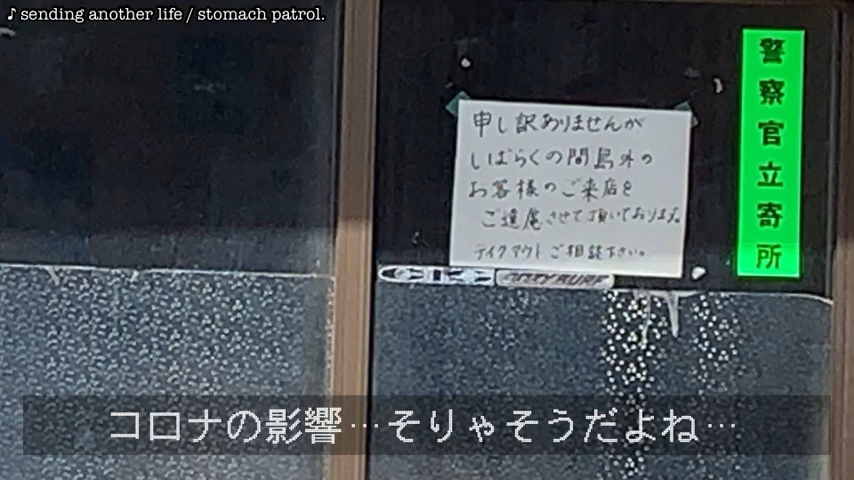 ♪ sending another life / stomach patrol.
警察官立寄所
申し訳ありませんが
しばらくの間島外の
お客様のご来店を
ご遠慮させて頂いております。
テイクアウトご相談下さい。
コロナの影響…そりゃそうだよね…